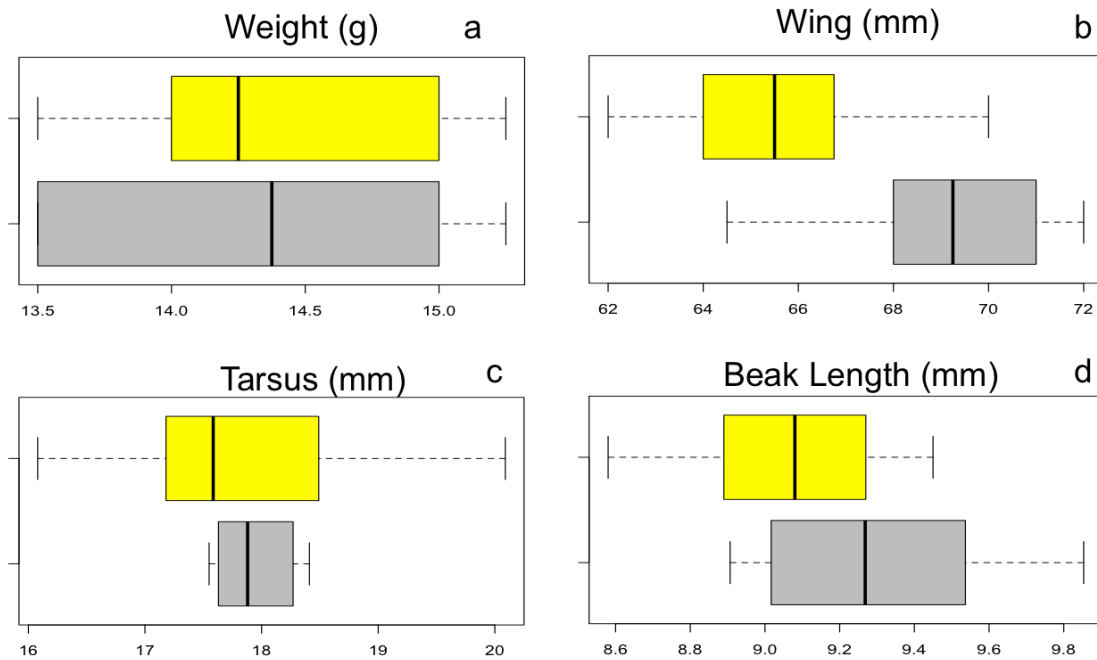 Weight (g) a
13.5 14.0 14.5 15.0
Wing (mm) b
62 64 66 68 70 72
Tarsus (mm) c
16 17 18 19 20
Beak Length (mm) d
8.6 8.8 9.0 9.2 9.4 9.6 9.8